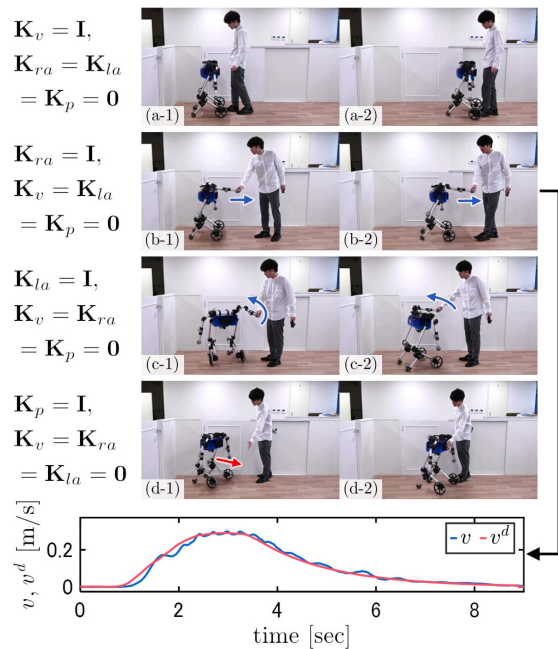 K_v = I,
K_ra = K_la
= K_p = 0
(a-1)
(a-2)
K_ra = I,
K_v = K_la
= K_p = 0
(b-1)
(b-2)
K_la = I,
K_v = K_ra
= K_p = 0
(c-1)
(c-2)
K_p = I,
K_v = K_ra
= K_la = 0
(d-1)
(d-2)
v, v^d [m/s]
0.2
0
v
v^d
0
2
4
6
8
time [sec]